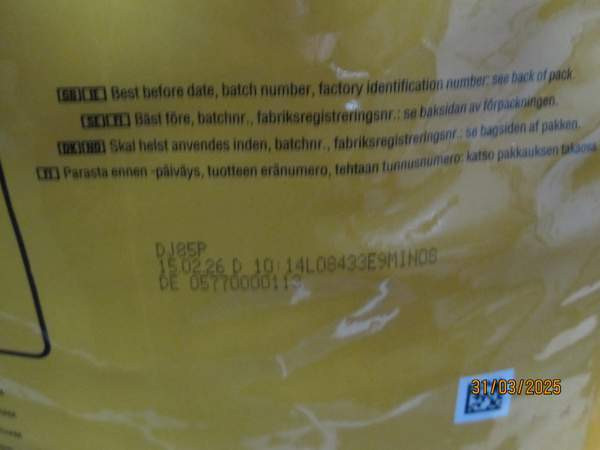 GB IE Best before date, batch number, factory identification number: see back of pack
SE FI Bäst före, batchnr., fabriksregistreringsnr.: se baksidan av förpackningen.
DK NO Skal helst anvendes inden, batchnr., fabriksregistreringsnr.: se bagsiden af pakken.
FI Parasta ennen -päiväys, tuotteen eränumero, tehtaan tunnusnumero: katso pakkauksen takaosa
DJ85P
15.02.26 D 10:14L08433E9MIN08
DE 05770000113
31/03/2025